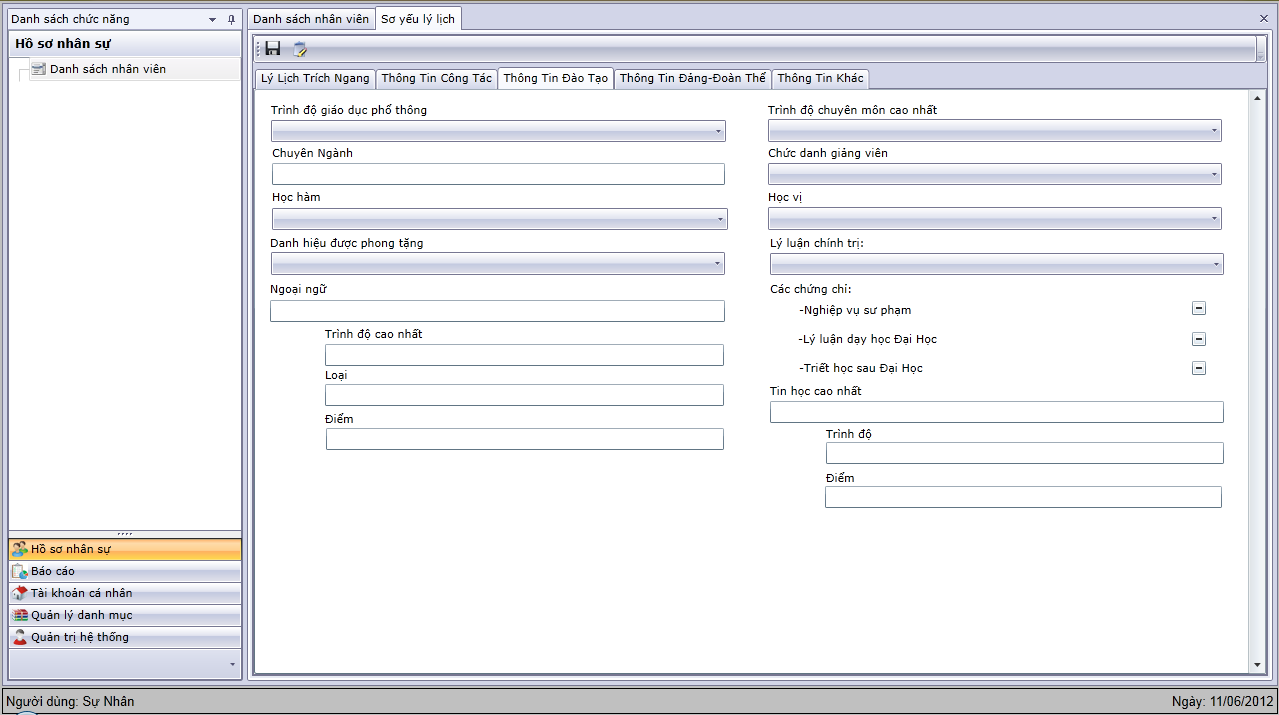 Danh sách chức năng
Hồ sơ nhân sự
Danh sách nhân viên
Hồ sơ nhân sự
Báo cáo
Tài khoản cá nhân
Quản lý danh mục
Quản trị hệ thống
Danh sách nhân viên
Sơ yếu lý lịch
Lý Lịch Trích Ngang
Thông Tin Công Tác
Thông Tin Đào Tạo
Thông Tin Đảng-Đoàn Thể
Thông Tin Khác
Trình độ giáo dục phổ thông
Chuyên Ngành
Học hàm
Danh hiệu được phong tặng
Ngoại ngữ
Trình độ cao nhất
Loại
Điểm
Trình độ chuyên môn cao nhất
Chức danh giảng viên
Học vị
Lý luận chính trị:
Các chứng chỉ:
-Nghiệp vụ sư phạm
-Lý luận dạy học Đại Học
-Triết học sau Đại Học
Tin học cao nhất
Trình độ
Điểm
Người dùng: Sự Nhân
Ngày: 11/06/2012